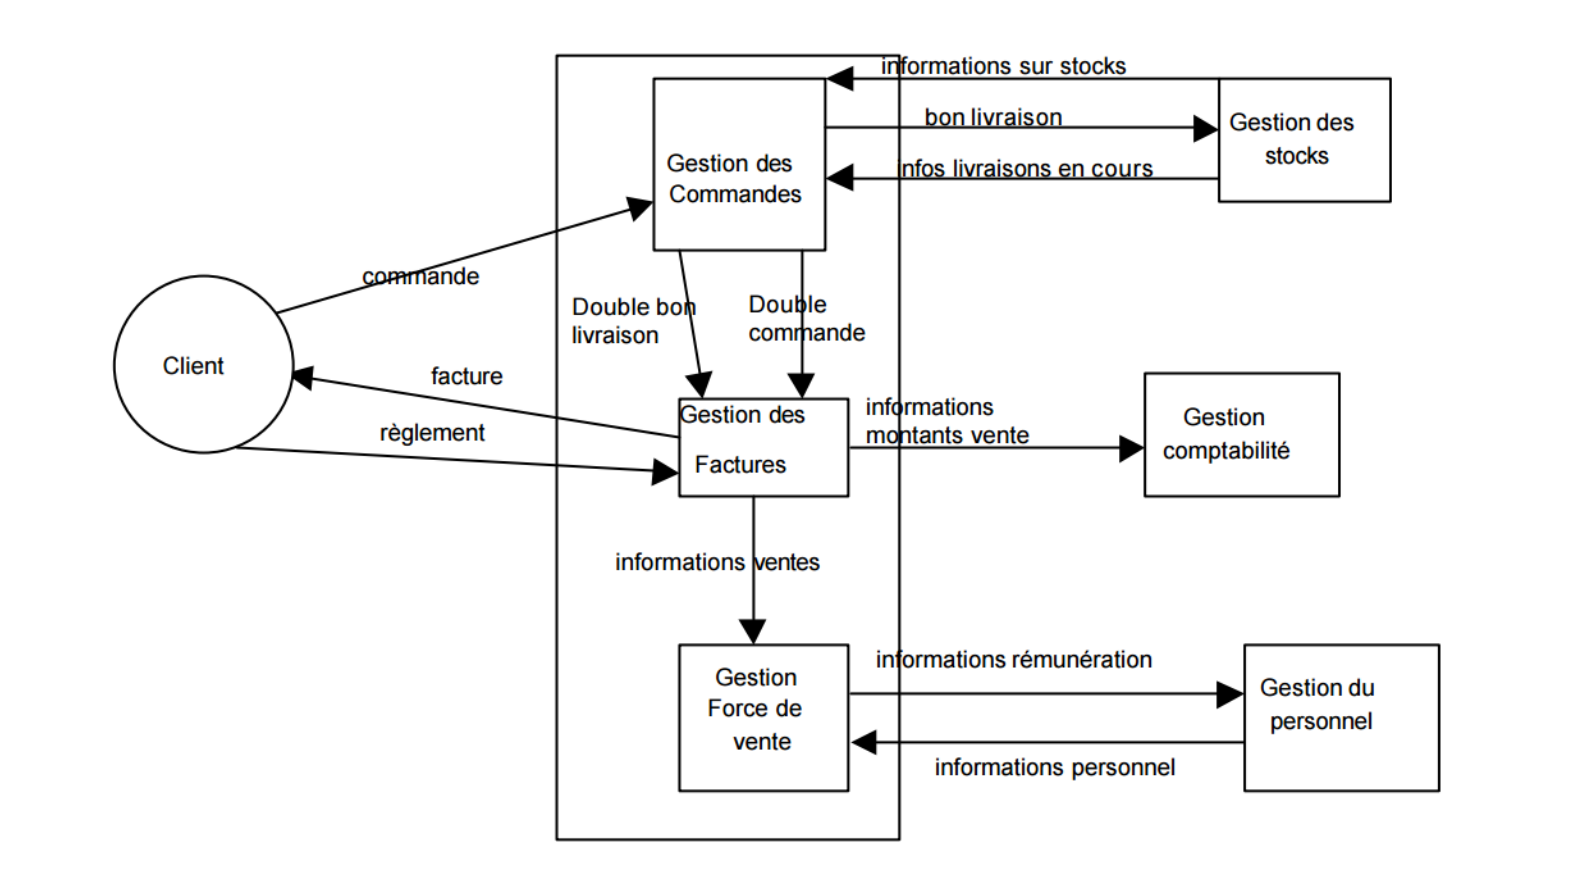 informations sur stocks
bon livraison
Gestion des
stocks
infos livraisons en cours
Gestion des
Commandes
commande
Double bon
livraison
Double
commande
Client
facture
règlement
Gestion des
Factures
informations
montants vente
Gestion
comptabilité
informations ventes
Gestion
Force de
vente
informations rémunération
Gestion du
personnel
informations personnel